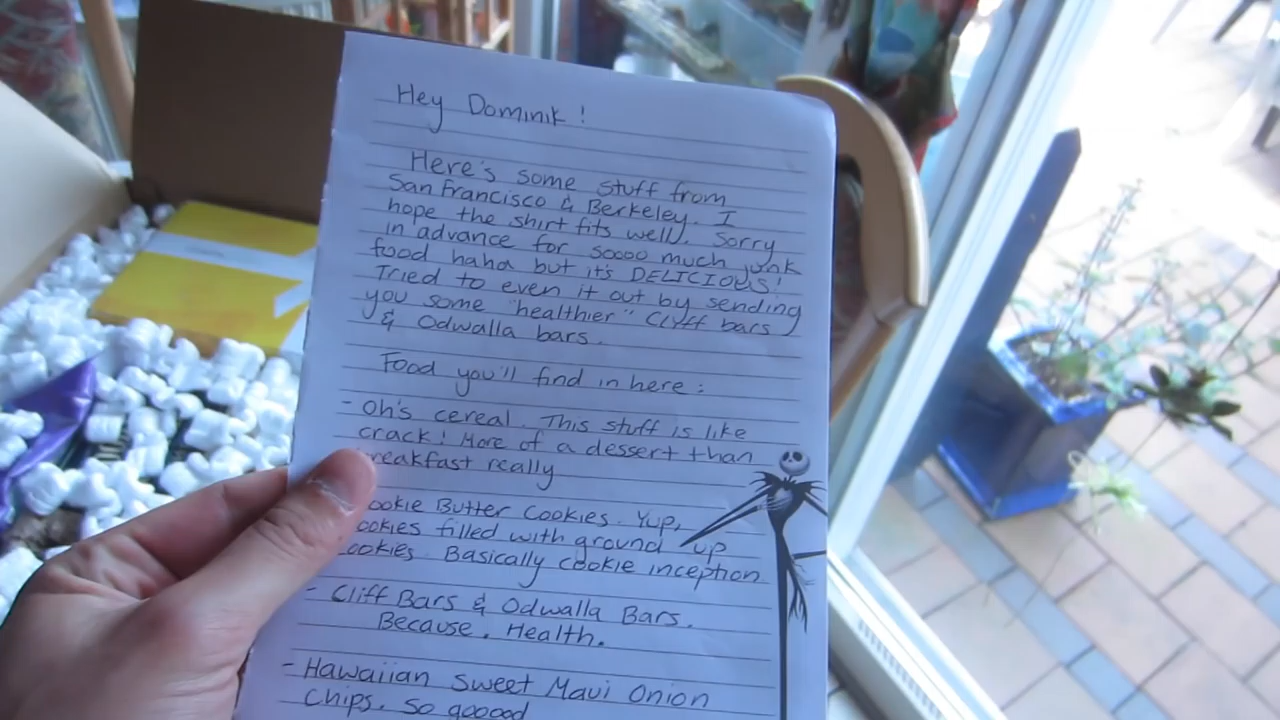 Hey Dominik!
Here's some stuff from
San Francisco & Berkeley. I
hope the shirt fits well. Sorry
in advance for soooo much junk
food haha but it's DELICIOUS!
Tried to even it out by sending
you some "healthier" Cliff bars
& Odwalla bars.
Food you'll find in here:
- Oh's cereal. This stuff is like
crack! More of a dessert than
reakfast really
ookie Butter Cookies. Yup,
ookies filled with ground up
ookies. Basically cookie inception
- Cliff Bars & Odwalla Bars.
Because. Health.
- Hawaiian Sweet Maui Onion
Chips. So gooood